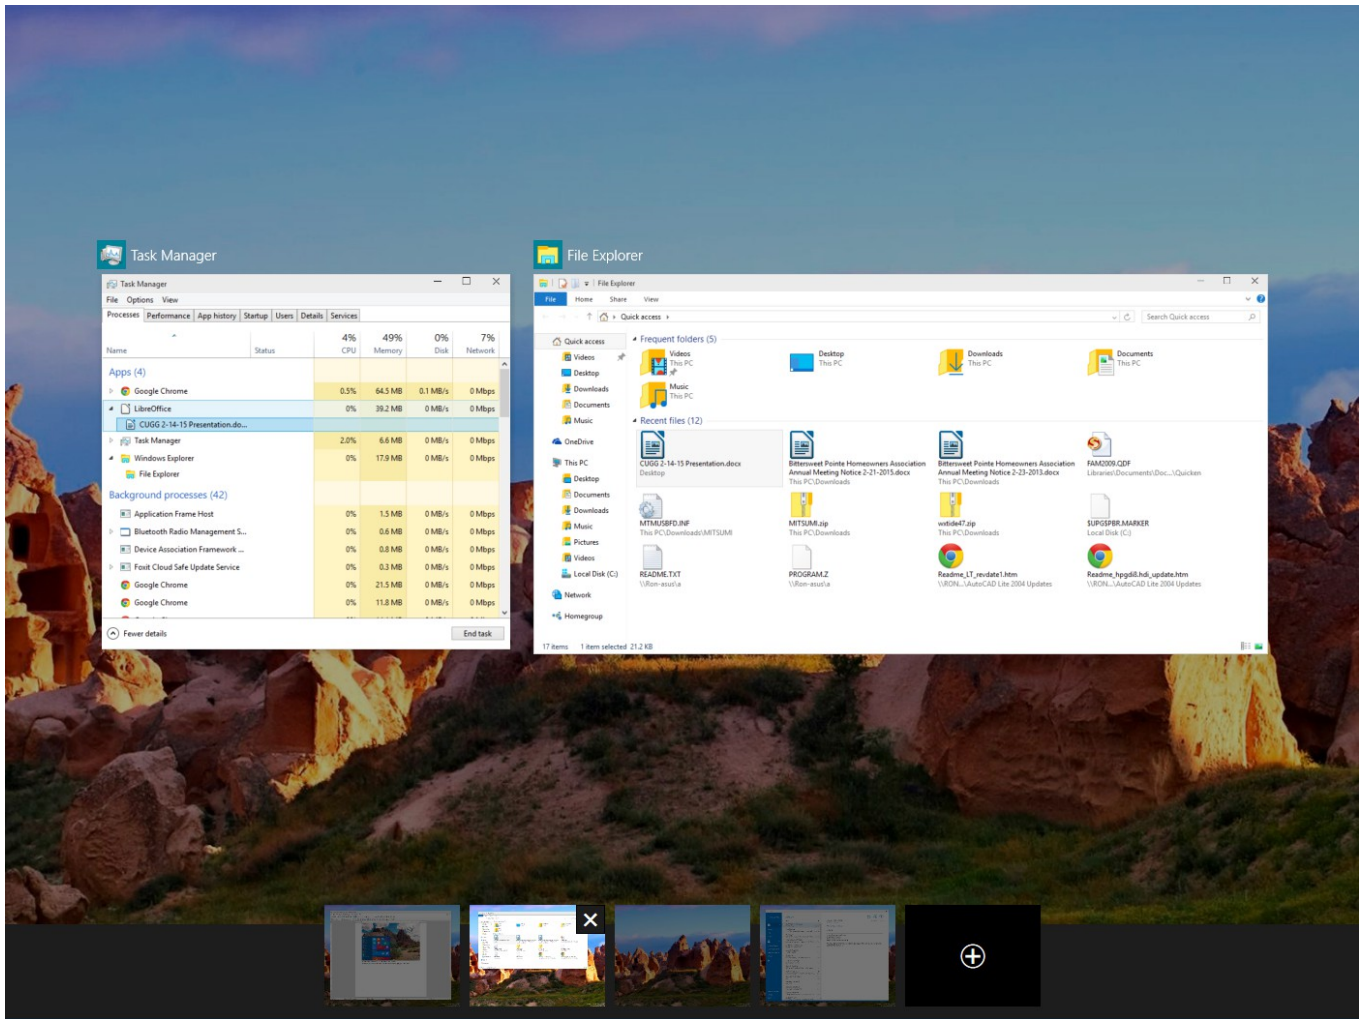 Task Manager
Task Manager
File Options View
Processes Performance App history Startup Users Details Services
4% 49% 0% 7%
Name Status CPU Memory Disk Network
Apps (4)
Google Chrome 0.5% 64.5 MB 0.1 MB/s 0 Mbps
LibreOffice 0% 39.2 MB 0 MB/s 0 Mbps
CUGG 2-14-15 Presentation.do...
Task Manager 2.0% 6.6 MB 0 MB/s 0 Mbps
Windows Explorer 0% 17.9 MB 0 MB/s 0 Mbps
File Explorer
Background processes (42)
Application Frame Host 0% 1.5 MB 0 MB/s 0 Mbps
Bluetooth Radio Management S... 0% 0.6 MB 0 MB/s 0 Mbps
Device Association Framework ... 0% 0.8 MB 0 MB/s 0 Mbps
Foxit Cloud Safe Update Service 0% 0.3 MB 0 MB/s 0 Mbps
Google Chrome 0% 21.5 MB 0 MB/s 0 Mbps
Google Chrome 0% 11.8 MB 0 MB/s 0 Mbps
Fewer details End task
File Explorer
File Explorer
File Home Share View
Quick access Search Quick access
Quick access
Videos
Desktop
Downloads
Documents
Music
OneDrive
This PC
Desktop
Documents
Downloads
Music
Pictures
Videos
Local Disk (C:)
Network
Homegroup
Frequent folders (5)
Videos Desktop Downloads Documents
This PC This PC This PC This PC
Music
This PC
Recent files (12)
CUGG 2-14-15 Presentation.docx
Desktop
Bittersweet Pointe Homeowners Association
Annual Meeting Notice 2-21-2015.docx
This PC\Downloads
Bittersweet Pointe Homeowners Association
Annual Meeting Notice 2-23-2013.docx
This PC\Downloads
FAM2009.QDF
Libraries\Documents\Doc...\Quicken
MTMUSBFD.INF
This PC\Downloads\MITSUMI
MITSUMI.zip
This PC\Downloads
wxtide47.zip
This PC\Downloads
$UPG$PBR.MARKER
Local Disk (C:)
README.TXT
\\Ron-asus\a
PROGRAM.Z
\\Ron-asus\a
Readme_LT_revdate1.htm
\\RON...\AutoCAD Lite 2004 Updates
Readme_hpgdi8.hdi_update.htm
\\RON...\AutoCAD Lite 2004 Updates
17 items 1 item selected 21.2 KB